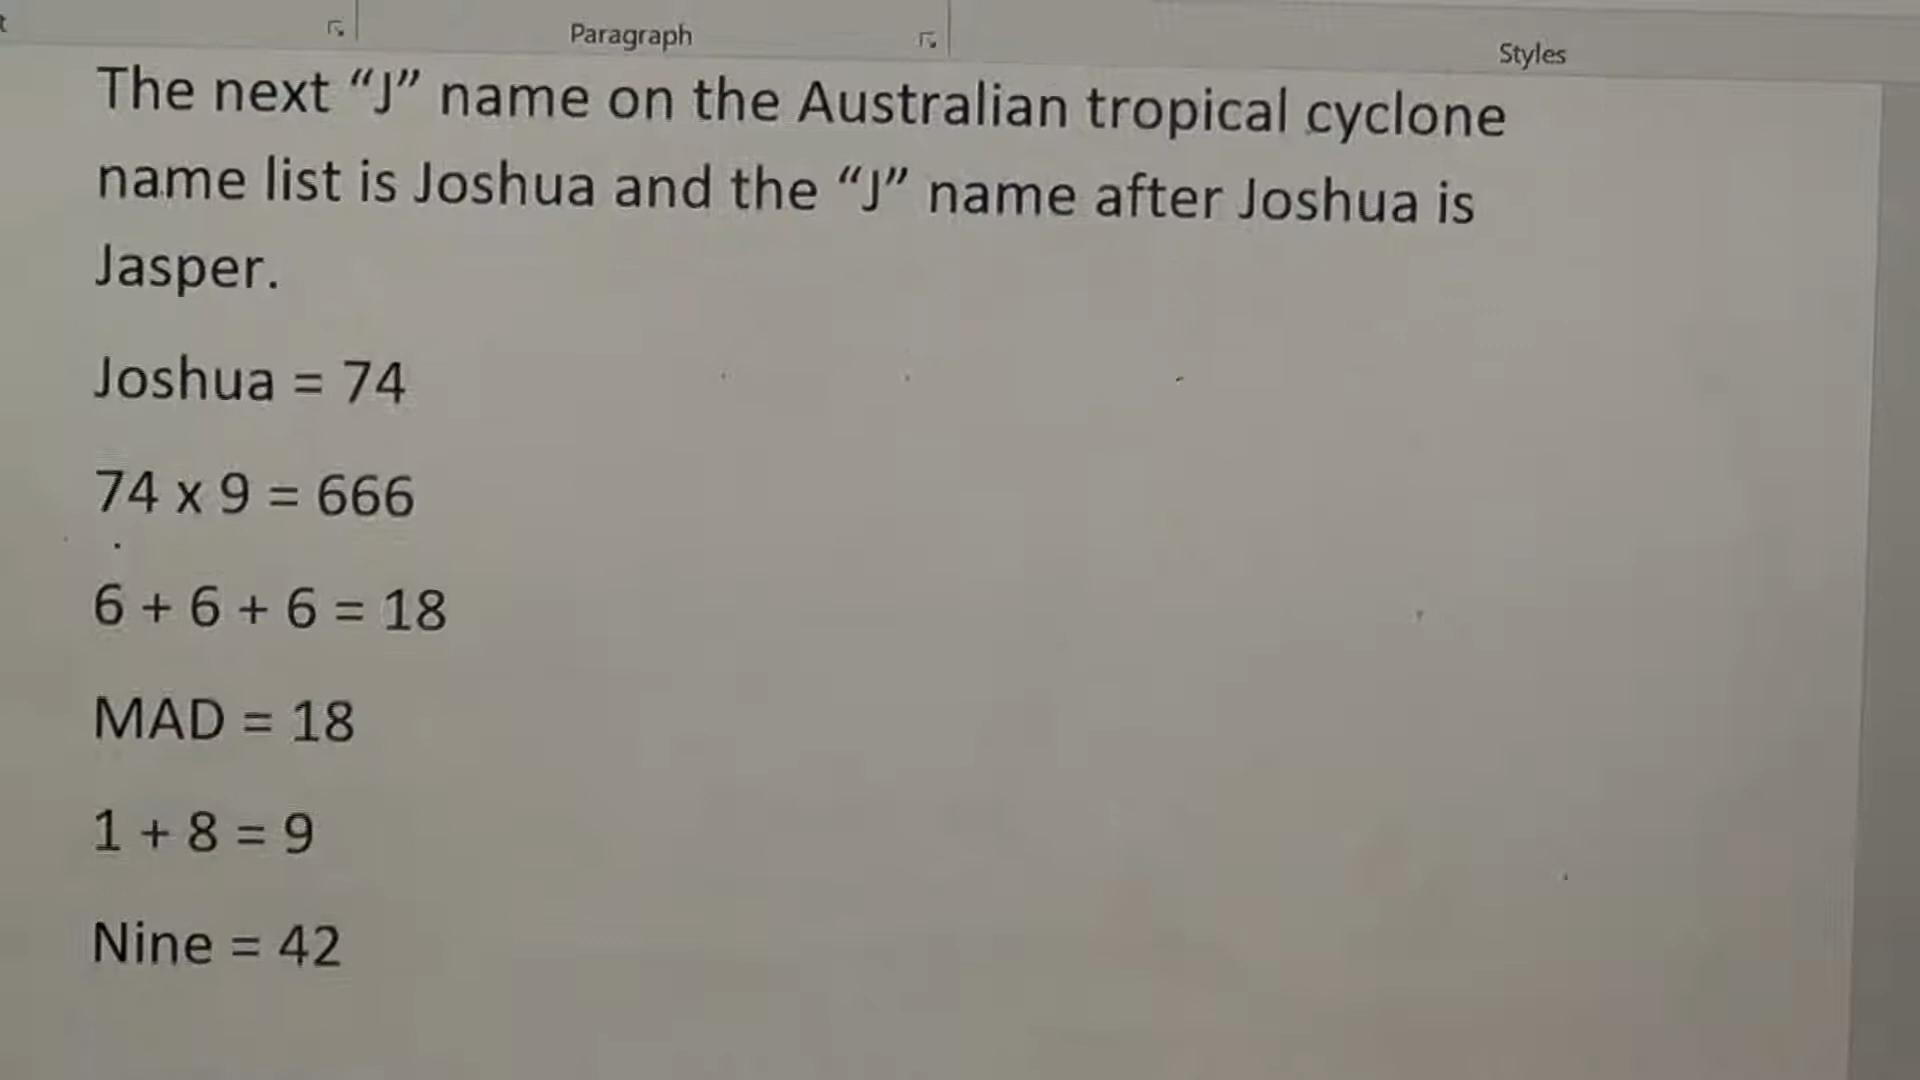 Paragraph
Styles
The next “J” name on the Australian tropical cyclone
name list is Joshua and the “J” name after Joshua is
Jasper.
Joshua = 74
74 x 9 = 666
6 + 6 + 6 = 18
MAD = 18
1 + 8 = 9
Nine = 42